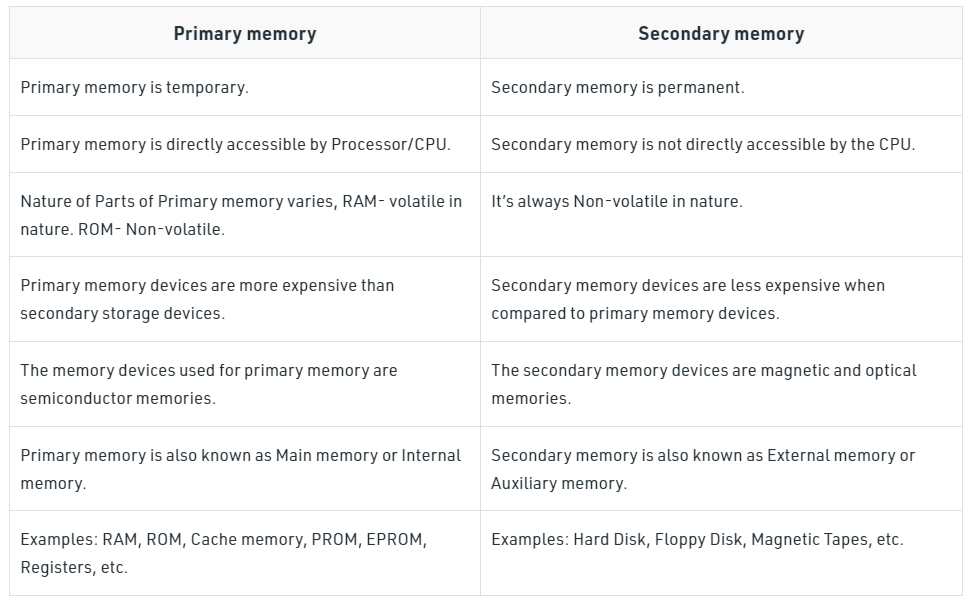 Primary memory
Secondary memory
Primary memory is temporary.
Secondary memory is permanent.
Primary memory is directly accessible by Processor/CPU.
Secondary memory is not directly accessible by the CPU.
Nature of Parts of Primary memory varies, RAM- volatile in
nature. ROM- Non-volatile.
It's always Non-volatile in nature.
Primary memory devices are more expensive than
secondary storage devices.
Secondary memory devices are less expensive when
compared to primary memory devices.
The memory devices used for primary memory are
semiconductor memories.
The secondary memory devices are magnetic and optical
memories.
Primary memory is also known as Main memory or Internal
memory.
Secondary memory is also known as External memory or
Auxiliary memory.
Examples: RAM, ROM, Cache memory, PROM, EPROM,
Registers, etc.
Examples: Hard Disk, Floppy Disk, Magnetic Tapes, etc.